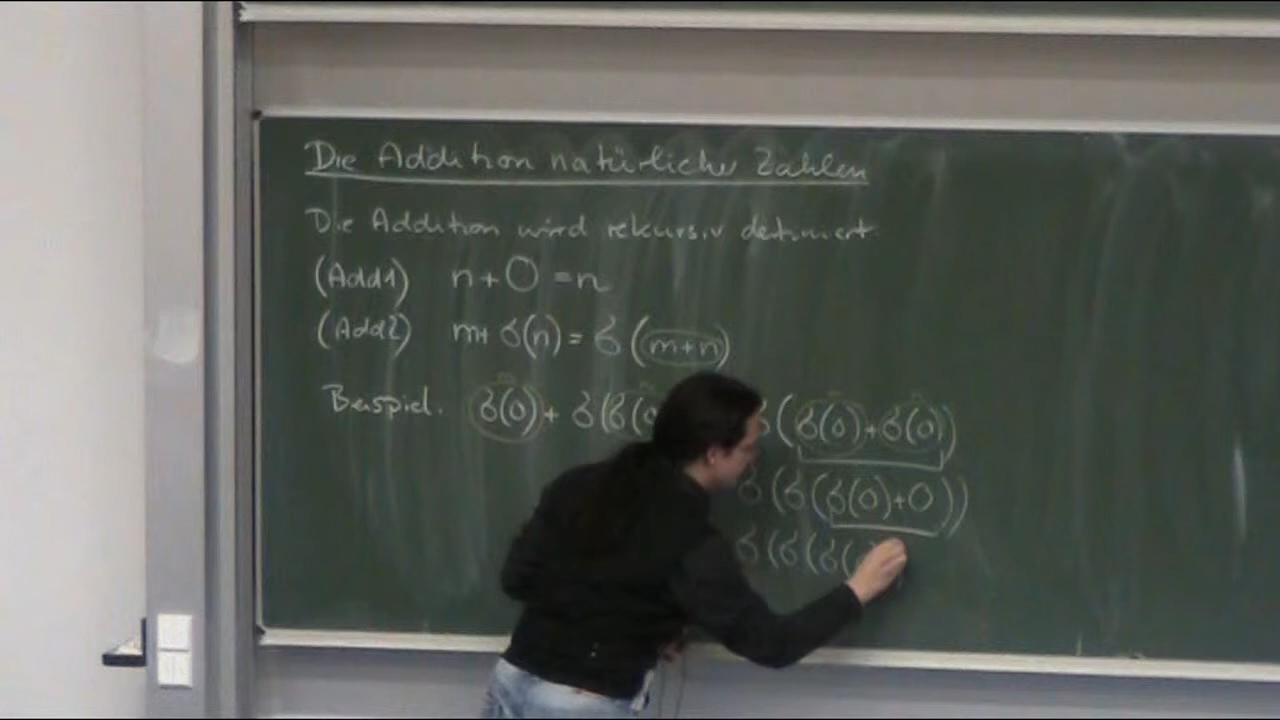 Die Addition natürlicher Zahlen
Die Addition wird rekursiv definiert.
(Add1) n + 0 = n
(Add2) m + σ(n) = σ(m+n)
Beispiel. σ(0) + σ(σ(0 σ(σ(0)+σ(0))
σ(σ(σ(0)+0))
σ(σ(σ(